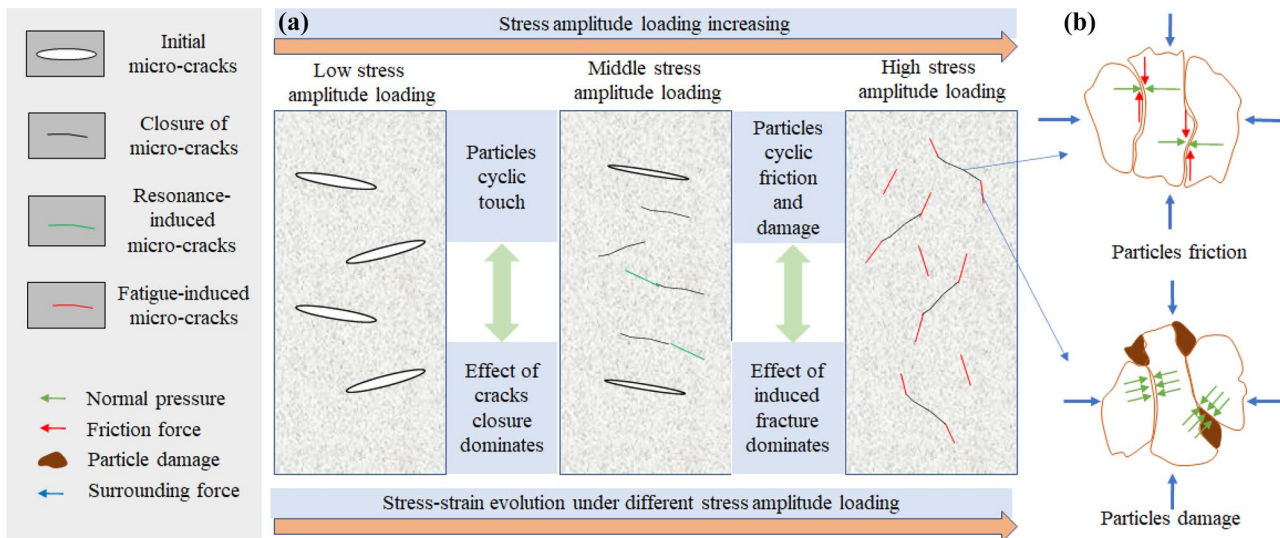 Initial
micro-cracks
Closure of
micro-cracks
Resonance-
induced
micro-cracks
Fatigue-induced
micro-cracks
Normal pressure
Friction force
Particle damage
Surrounding force
(a)
Stress amplitude loading increasing
Low stress
amplitude loading
Middle stress
amplitude loading
High stress
amplitude loading
Particles
cyclic
touch
Effect of
cracks
closure
dominates
Particles
cyclic
friction
and
damage
Effect of
induced
fracture
dominates
Stress-strain evolution under different stress amplitude loading
(b)
Particles friction
Particles damage